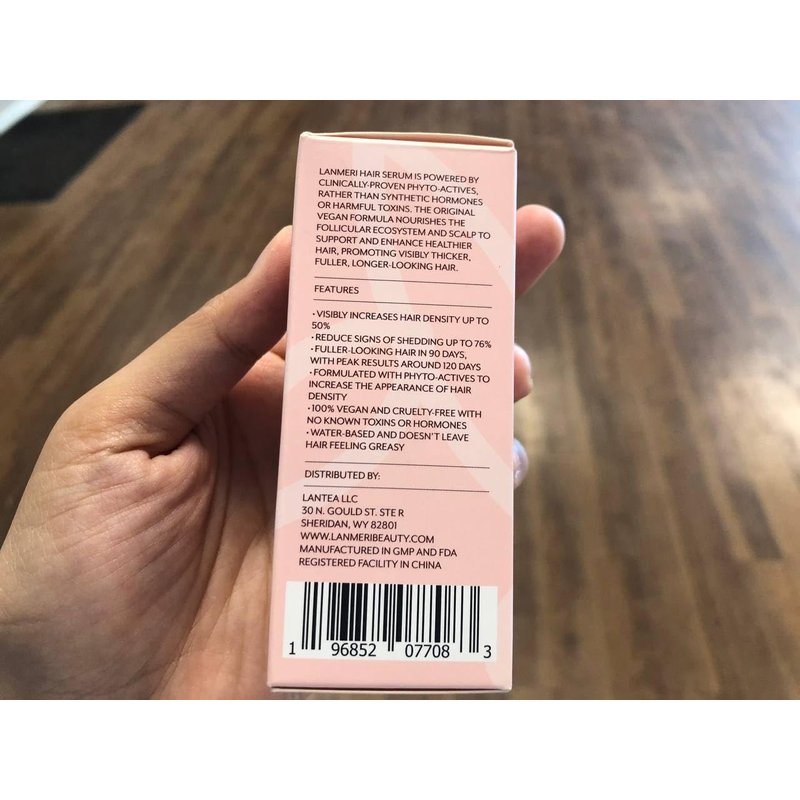 LANMERI HAIR SERUM IS POWERED BY
CLINICALLY-PROVEN PHYTO-ACTIVES,
RATHER THAN SYNTHETIC HORMONES
OR HARMFUL TOXINS. THE ORIGINAL
VEGAN FORMULA NOURISHES THE
FOLLICULAR ECOSYSTEM AND SCALP TO
SUPPORT AND ENHANCE HEALTHIER
HAIR, PROMOTING VISIBLY THICKER,
FULLER, LONGER-LOOKING HAIR.
FEATURES
• VISIBLY INCREASES HAIR DENSITY UP TO
50%
• REDUCE SIGNS OF SHEDDING UP TO 76%
• FULLER-LOOKING HAIR IN 90 DAYS,
WITH PEAK RESULTS AROUND 120 DAYS
• FORMULATED WITH PHYTO-ACTIVES TO
INCREASE THE APPEARANCE OF HAIR
DENSITY
• 100% VEGAN AND CRUELTY-FREE WITH
NO KNOWN TOXINS OR HORMONES
• WATER-BASED AND DOESN'T LEAVE
HAIR FEELING GREASY
DISTRIBUTED BY:
LANTEA LLC
30 N. GOULD ST. STE R
SHERIDAN, WY 82801
WWW.LANMERIBEAUTY.COM
MANUFACTURED IN GMP AND FDA
REGISTERED FACILITY IN CHINA
1 96852 07708 3